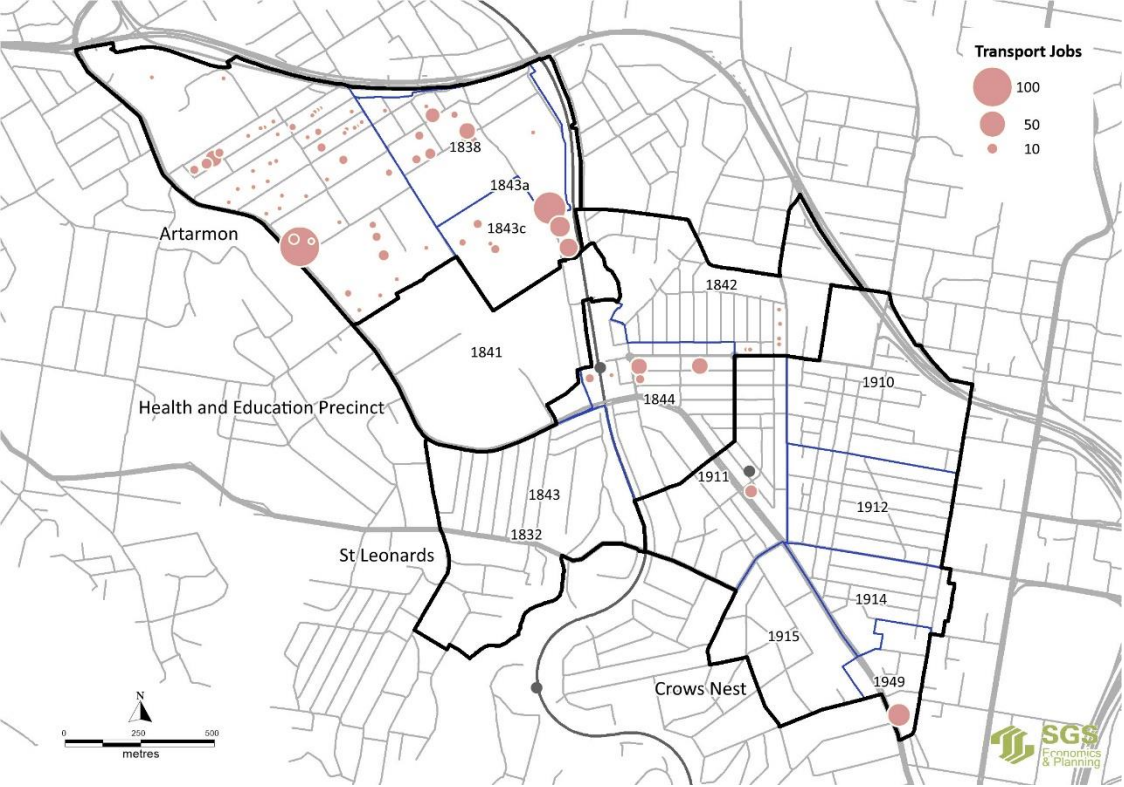 Transport Jobs
100
50
10
1838
1843a
1843c
Artarmon
1842
1841
1910
1844
Health and Education Precinct
1911
1843
1912
1832
St Leonards
1914
1915
1949
Crows Nest
N
0 250 500
metres
SGS
Economics
& Planning